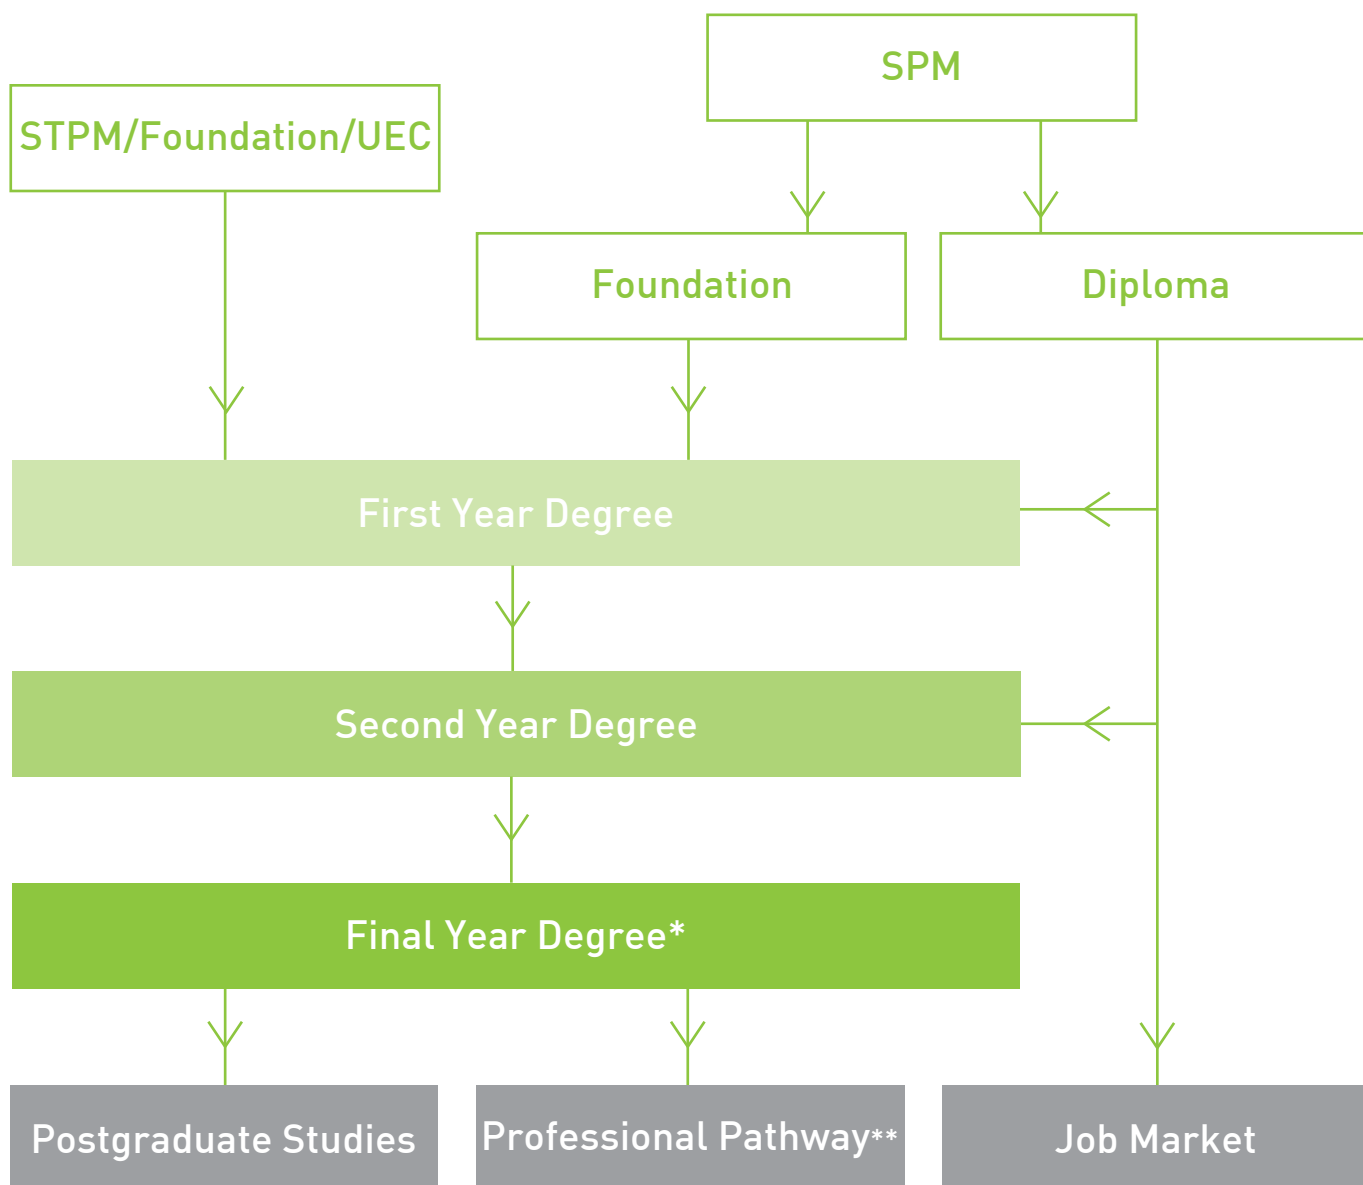 SPM
STPM/Foundation/UEC
Foundation
Diploma
First Year Degree
Second Year Degree
Final Year Degree*
Postgraduate Studies
Professional Pathway**
Job Market